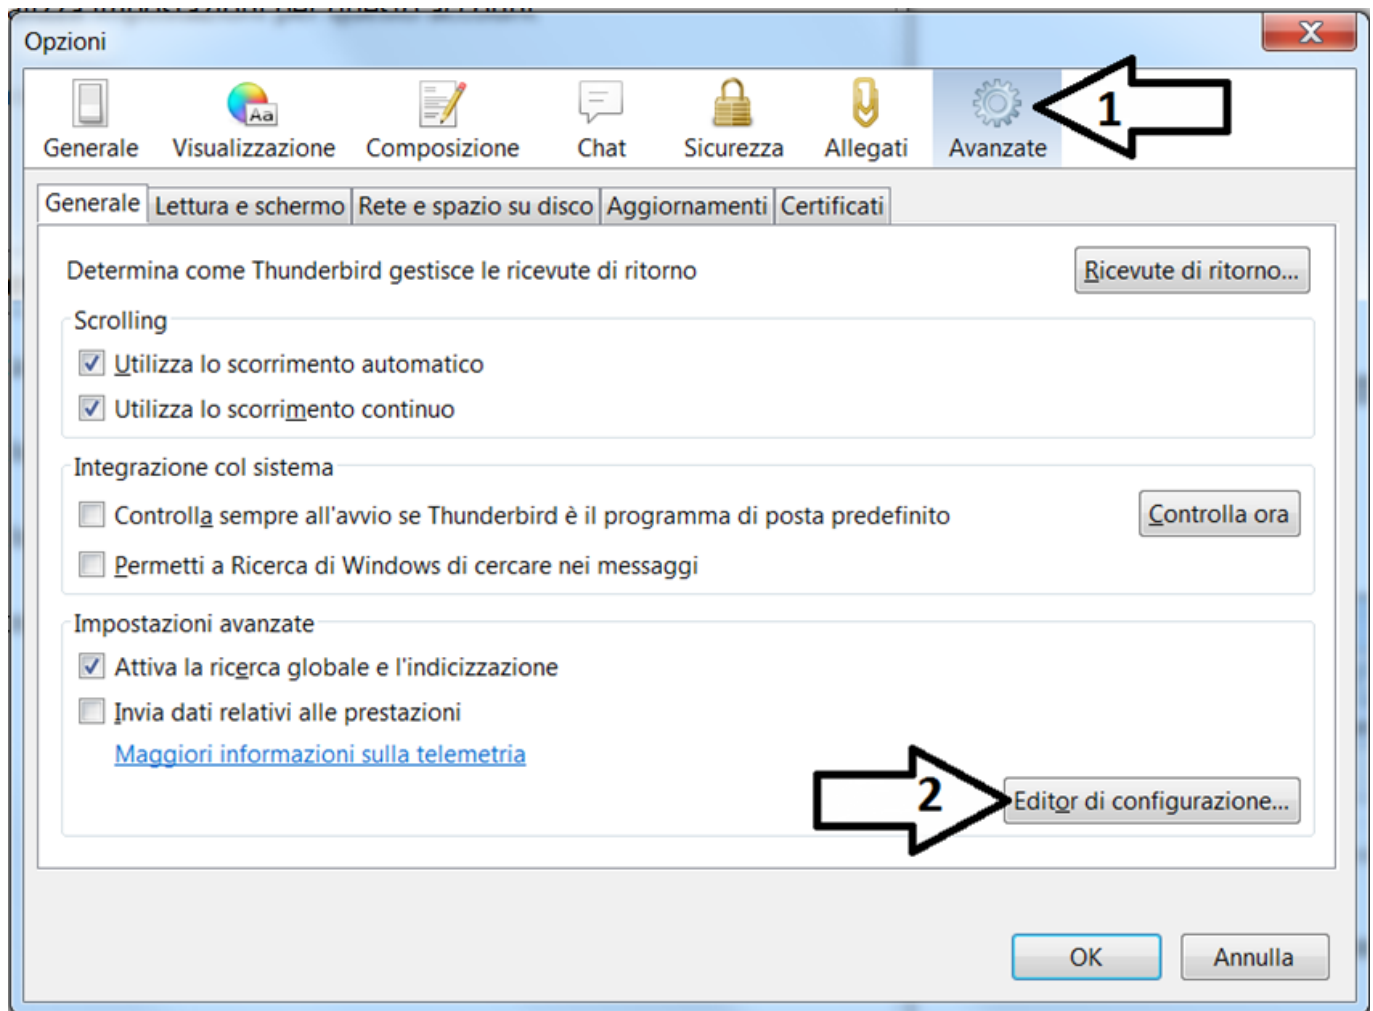 Opzioni
X
1
Generale Visualizzazione Composizione Chat Sicurezza Allegati Avanzate
Generale Lettura e schermo Rete e spazio su disco Aggiornamenti Certificati
Determina come Thunderbird gestisce le ricevute di ritorno Ricevute di ritorno...
Scrolling
Utilizza lo scorrimento automatico
Utilizza lo scorrimento continuo
Integrazione col sistema
Controlla sempre all'avvio se Thunderbird è il programma di posta predefinito Controlla ora
Permetti a Ricerca di Windows di cercare nei messaggi
Impostazioni avanzate
Attiva la ricerca globale e l'indicizzazione
Invia dati relativi alle prestazioni
Maggiori informazioni sulla telemetria
2 Editor di configurazione...
OK Annulla